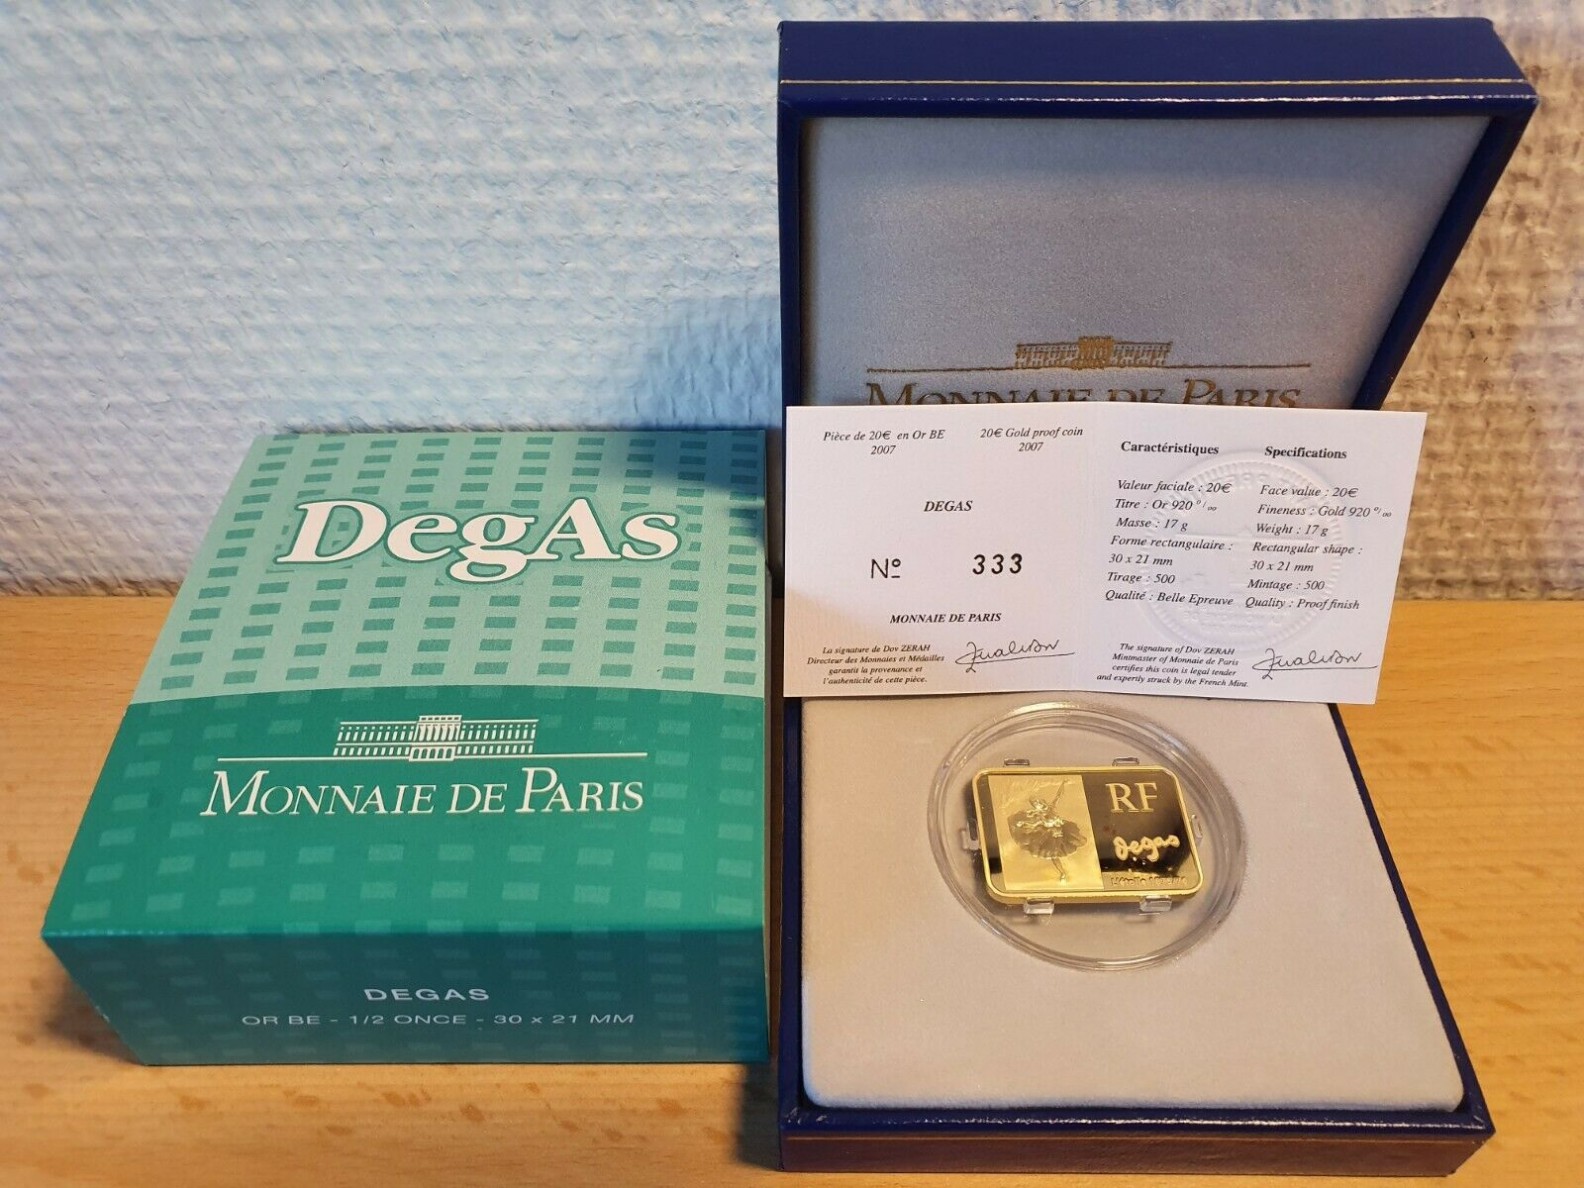 DegAs
MONNAIE DE PARIS
DEGAS
OR BE - 1/2 ONCE - 30 x 21 MM
MONNAIE DE PARIS
Pièce de 20€ en Or BE
2007
20€ Gold proof coin
2007
DEGAS
Nº 333
MONNAIE DE PARIS
La signature de Dov ZERAH
Directeur des Monnaies et Médailles
garantit la provenance et
l'authenticité de cette pièce.
Caractéristiques
Valeur faciale : 20€
Titre : Or 920 º/ₒₒ
Masse : 17 g
Forme rectangulaire :
30 x 21 mm
Tirage : 500
Qualité : Belle Epreuve
Specifications
Face value : 20€
Fineness : Gold 920 º/ₒₒ
Weight : 17 g
Rectangular shape :
30 x 21 mm
Mintage : 500
Quality : Proof finish
The signature of Dov ZERAH
Mintmaster of Monnaie de Paris
certifies this coin is legal tender
and expertly struck by the French Mint.
RF
degas